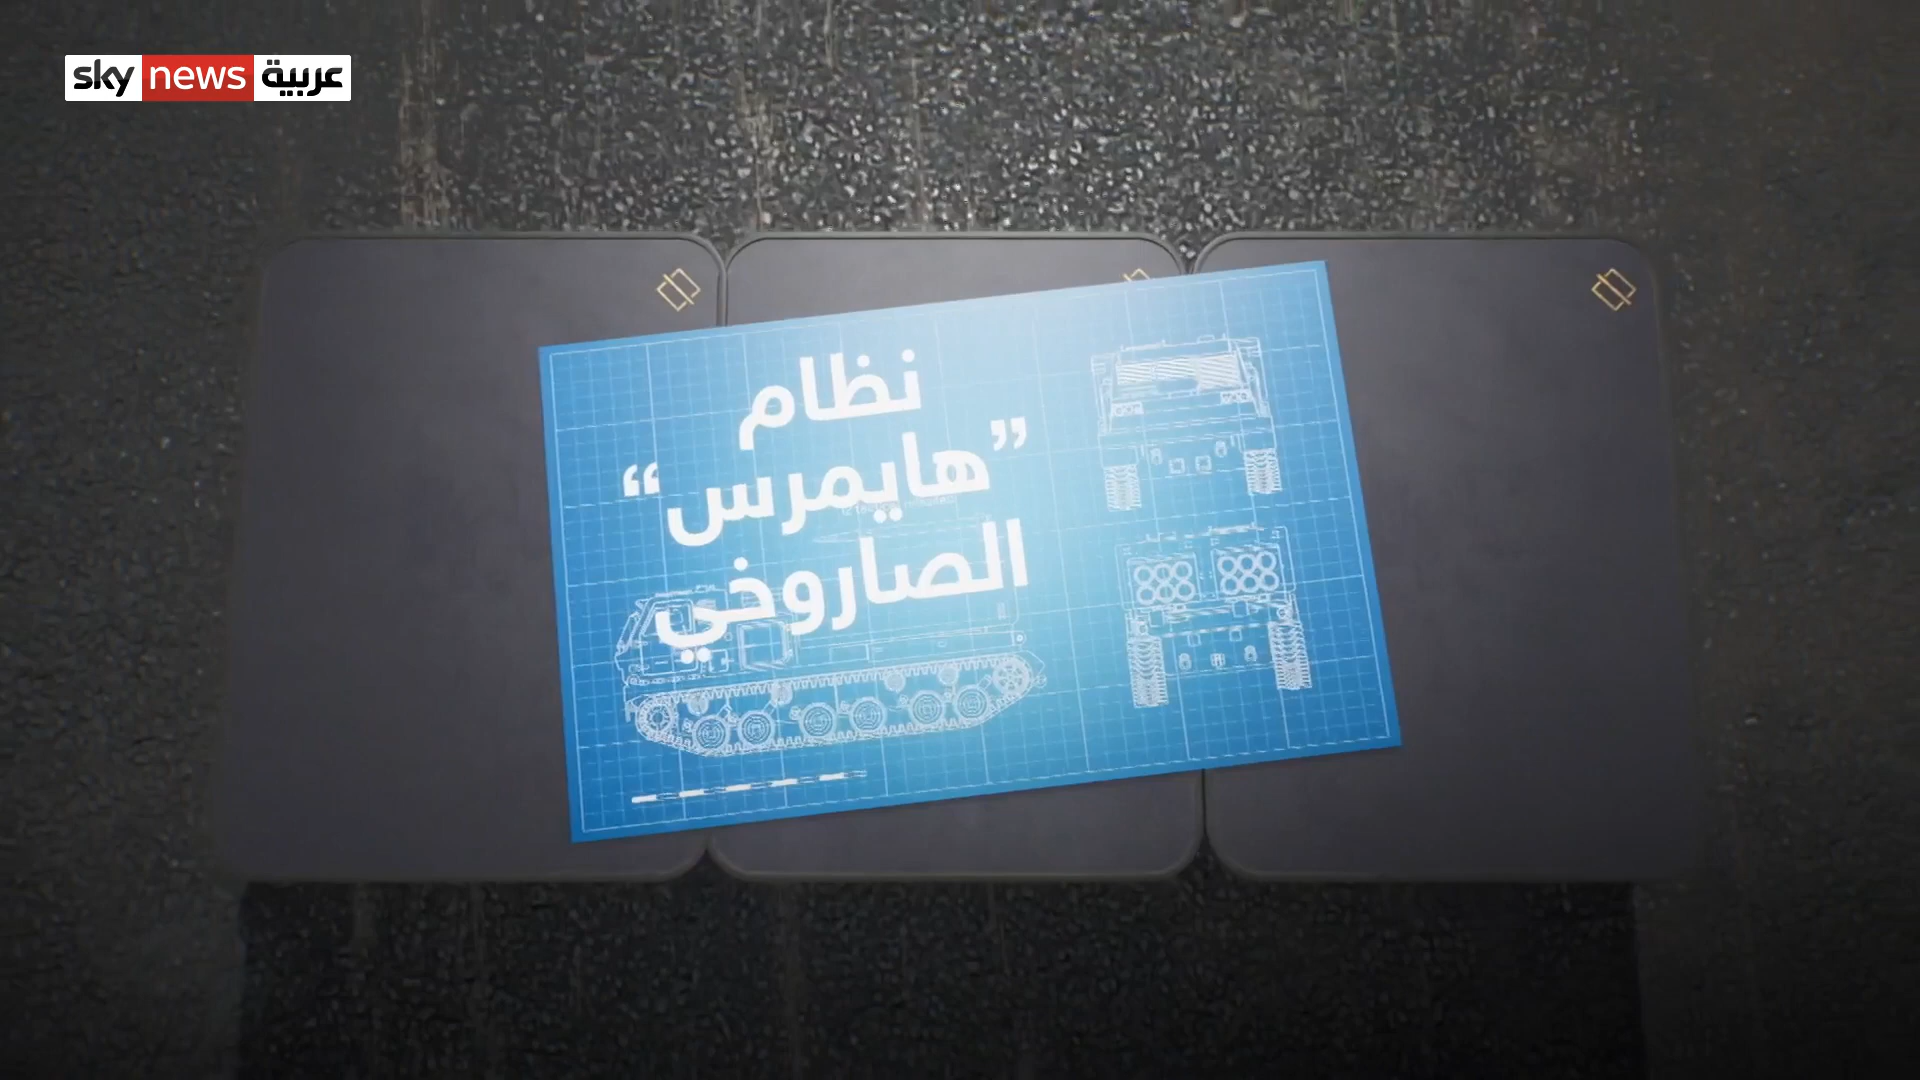 sky news عربية
نظام
”هايمرس“
الصاروخي